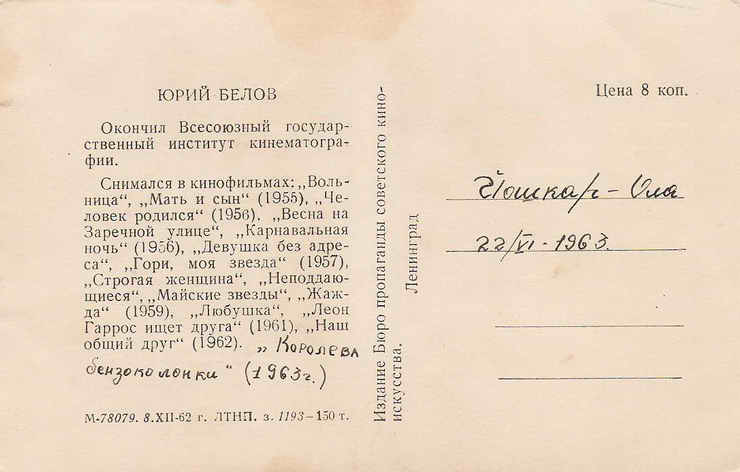 ЮРИЙ БЕЛОВ
Окончил Всесоюзный государ-
ственный институт кинематогра-
фии.
Снимался в кинофильмах: „Воль-
ница“, „Мать и сын“ (1955), „Че-
ловек родился“ (1956), „Весна на
Заречной улице“, „Карнавальная
ночь“ (1956), „Девушка без адре-
са“, „Гори, моя звезда“ (1957),
„Строгая женщина“, „Неподдаю-
щиеся“, „Майские звезды“, „Жаж-
да“ (1959), „Любушка“, „Леон
Гаррос ищет друга“ (1961), „Наш
общий друг“ (1962). „Королева
бензоколонки“ (1963г.)
М-78079. 8.XII-62 г. ЛТНП. з. 1193—150 т.
Издание Бюро пропаганды советского кино-
искусства.
Ленинград
Цена 8 коп.
Йошкар-Ола
22/VI-1963.